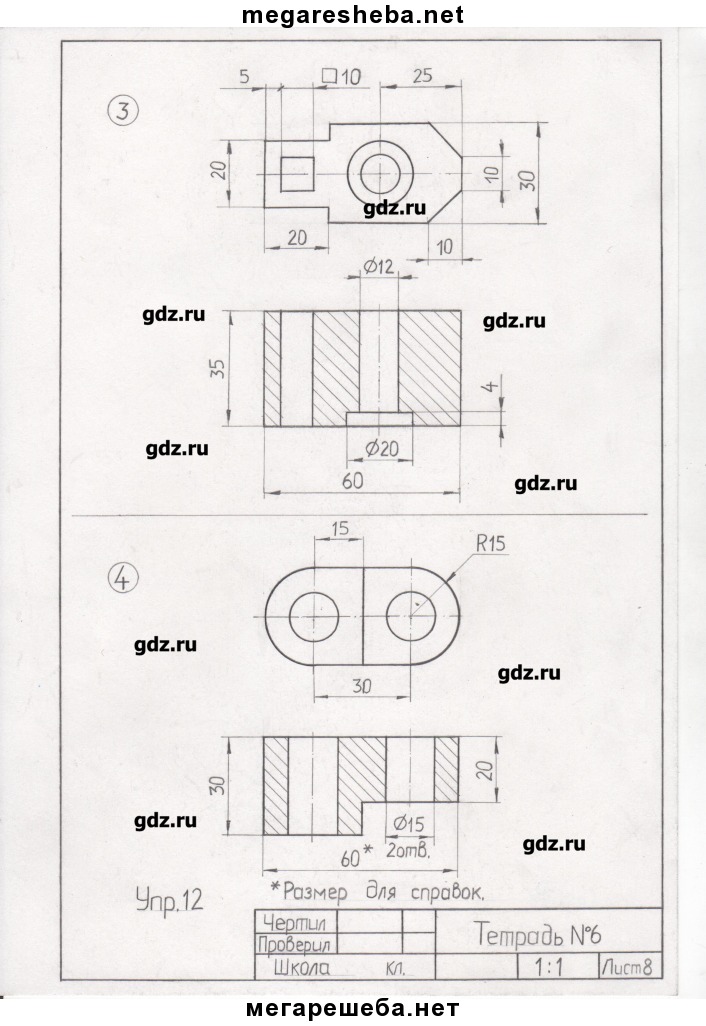 megaresheba.net
5 □10 25
3
20
gdz.ru
10
30
20
10
Ø12
gdz.ru
gdz.ru
35
4
gdz.ru
Ø20
gdz.ru
60
15
R15
4
gdz.ru
gdz.ru
30
30
20
gdz.ru
Ø15
gdz.ru
60* 2отв.
*Размер для справок.
Упр.12
Чертил
Проверил
Тетрадь №6
Школа кл.
1:1
Лист8
мегарешеба.нет